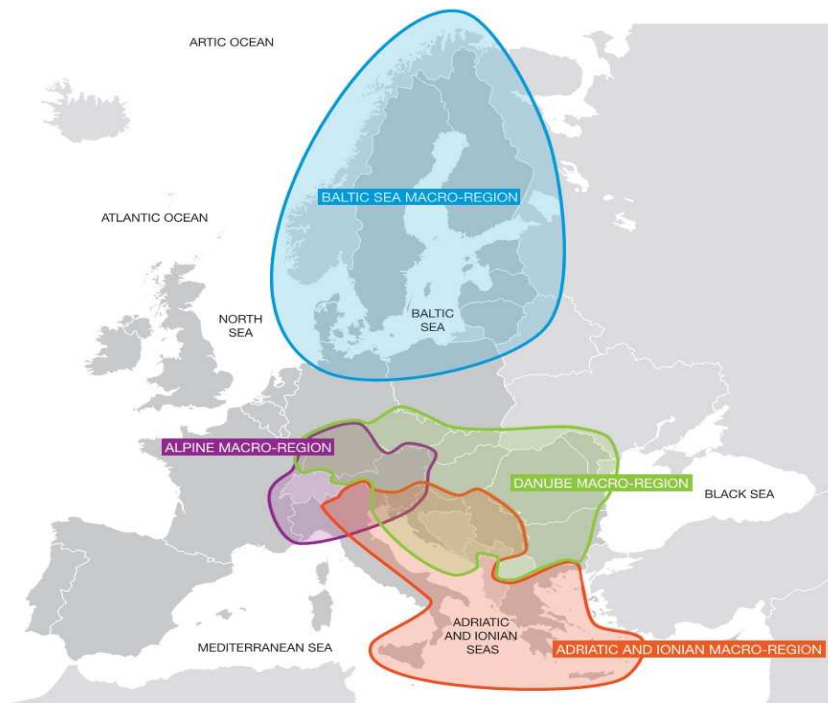 ARTIC OCEAN
BALTIC SEA MACRO-REGION
ATLANTIC OCEAN
NORTH
SEA
BALTIC
SEA
ALPINE MACRO-REGION
DANUBE MACRO-REGION
BLACK SEA
ADRIATIC
AND IONIAN
SEAS
MEDITERRANEAN SEA
ADRIATIC AND IONIAN MACRO-REGION